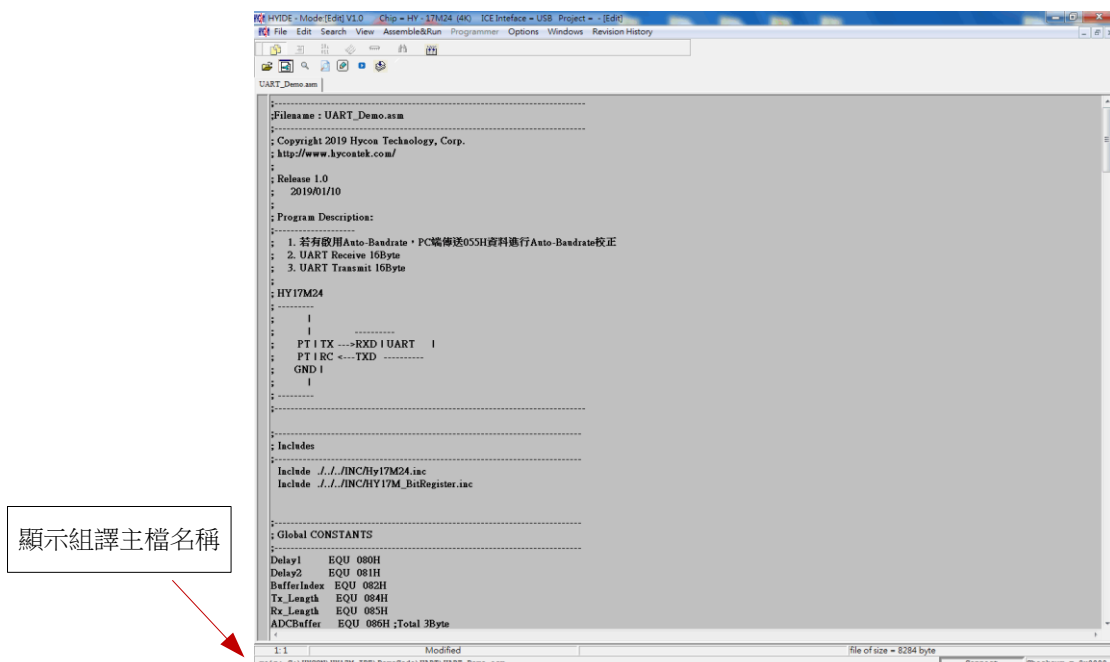 HYIDE - Mode:[Edit] V1.0 Chip = HY - 17M24 (4K) ICE Inteface = USB Project = - [Edit]
File Edit Search View Assemble&Run Programmer Options Windows Revision History
UART_Demo.asm
;--------------------------------------------------------------------------------
;Filename : UART_Demo.asm
;--------------------------------------------------------------------------------
; Copyright 2019 Hycon Technology, Corp.
; http://www.hycontek.com/
;
; Release 1.0
; 2019/01/10
;
; Program Description:
;--------------------
; 1. 若有啟用Auto-Baudrate，PC端傳送055H資料進行Auto-Baudrate校正
; 2. UART Receive 16Byte
; 3. UART Transmit 16Byte
;
; HY17M24
; ---------
; |
; | ----------
; PT | TX --->RXD | UART |
; PT | RC <---TXD ----------
; GND |
; |
; ---------
;--------------------------------------------------------------------------------
;--------------------------------------------------------------------------------
; Includes
;--------------------------------------------------------------------------------
Include ./../../INC/Hy17M24.inc
Include ./../../INC/HY17M_BitRegister.inc
;--------------------------------------------------------------------------------
; Global CONSTANTS
;--------------------------------------------------------------------------------
Delay1 EQU 080H
Delay2 EQU 081H
BufferIndex EQU 082H
Tx_Length EQU 084H
Rx_Length EQU 085H
ADCBuffer EQU 086H ;Total 3Byte
顯示組譯主檔名稱
1:1 Modified file of size = 8284 byte